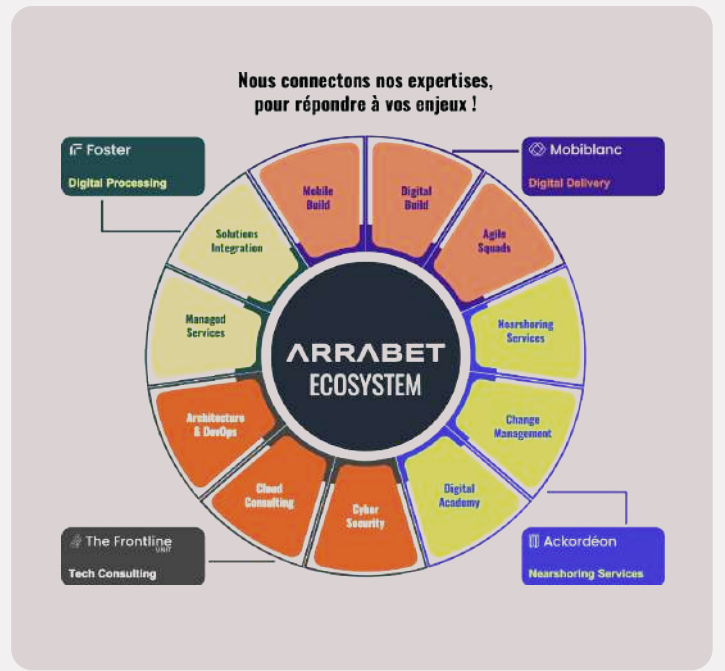 Nous connectons nos expertises,
pour répondre à vos enjeux !
Foster
Digital Processing
Mobiblanc
Digital Delivery
Mobile
Build
Digital
Build
Agile
Squads
Solutions
Integration
Managed
Services
Nearshoring
Services
Change
Management
Digital
Academy
Cyber
Security
Cloud
Consulting
Architecture
& DevOps
ARRABET
ECOSYSTEM
The Frontline
UNIT
Tech Consulting
Ackordéon
Nearshoring Services